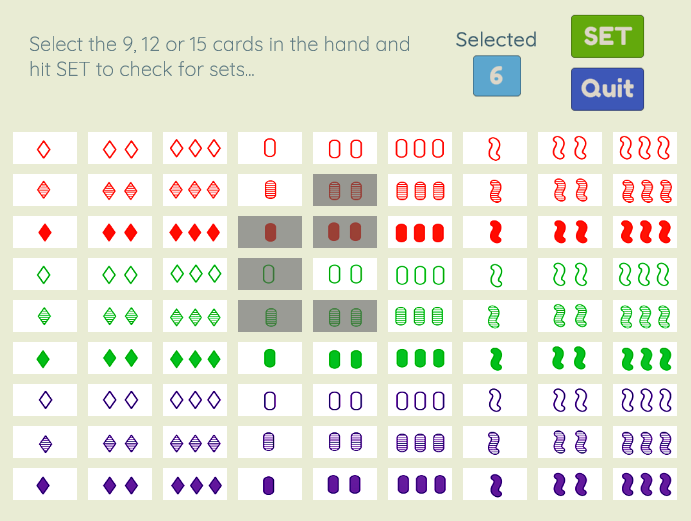 Select the 9, 12 or 15 cards in the hand and
hit SET to check for sets...
Selected
6
SET
Quit